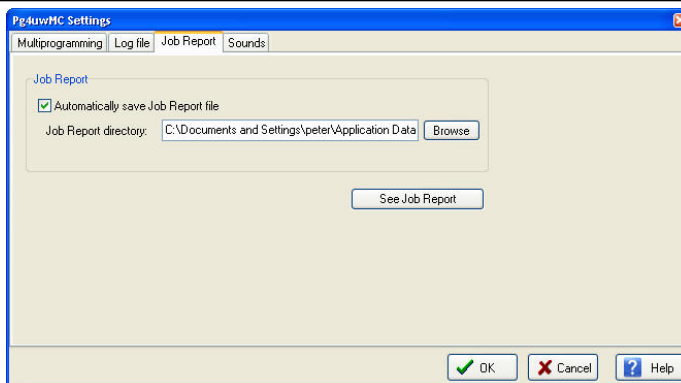 Pg4uwMC Settings
Multiprogramming Log file Job Report Sounds
Job Report
Automatically save Job Report file
Job Report directory: C:\Documents and Settings\peter\Application Data Browse
See Job Report
OK Cancel ? Help